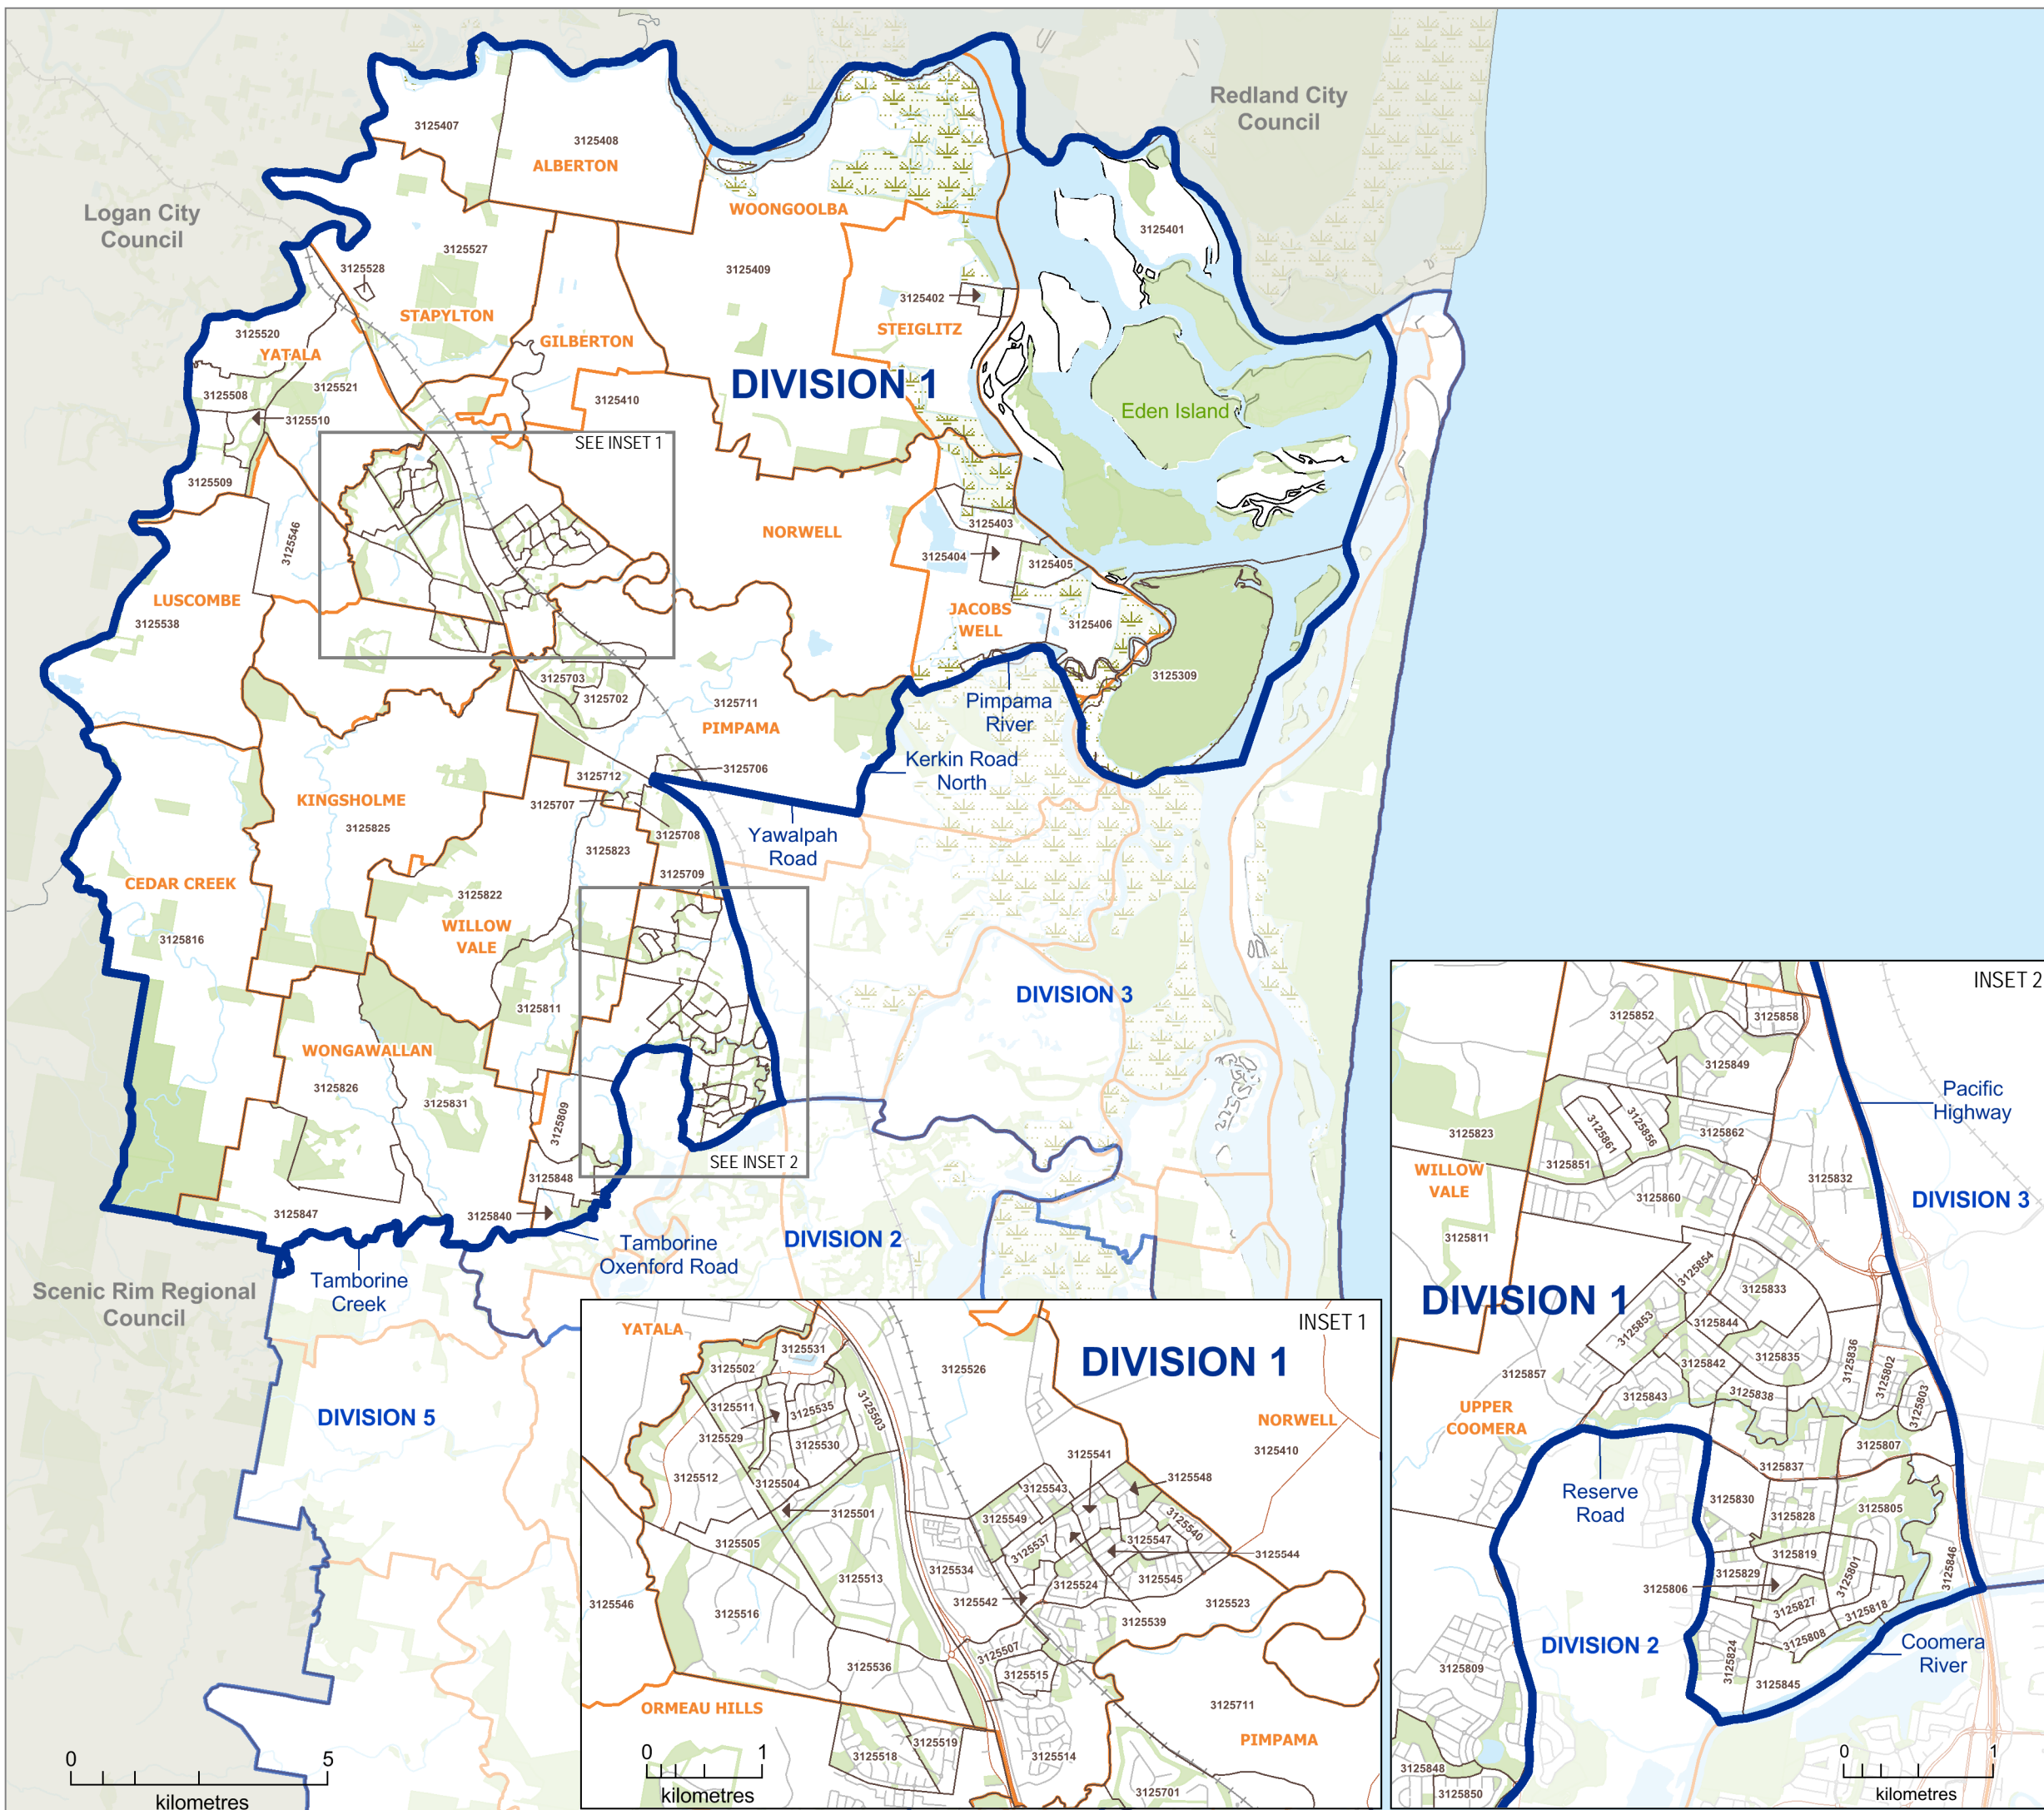 Redland City
Council
Logan City
Council
3125407
3125408
ALBERTON
WOONGOOLBA
3125401
3125527
3125528
3125409
STAPYLTON
3125402
STEIGLITZ
3125520
YATALA
GILBERTON
3125508
3125521
DIVISION 1
3125410
3125510
Eden Island
SEE INSET 1
3125509
3125546
NORWELL
3125403
3125404
3125405
LUSCOMBE
3125538
JACOBS
WELL
3125406
3125703
3125702
3125711
PIMPAMA
3125309
Pimpama
River
Kerkin Road
North
3125706
3125712
KINGSHOLME
3125825
3125707
3125708
Yawalpah
Road
3125823
CEDAR CREEK
3125709
3125822
WILLOW
VALE
3125816
3125811
DIVISION 3
WONGAWALLAN
3125826
3125831
3125809
3125848
SEE INSET 2
3125847
3125840
Tamborine
Oxenford Road
DIVISION 2
Tamborine
Creek
Scenic Rim Regional
Council
DIVISION 5
0
5
kilometres
INSET 1
YATALA
DIVISION 1
3125531
3125502
3125526
3125503
3125511
3125535
3125529
3125530
NORWELL
3125410
3125541
3125548
3125512
3125504
3125543
3125501
3125549
3125540
3125505
3125537
3125547
3125544
3125513
3125534
3125524
3125545
3125546
3125516
3125542
3125539
3125523
3125507
3125536
3125515
ORMEAU HILLS
3125711
PIMPAMA
3125519
3125518
3125514
3125701
0
1
kilometres
INSET 2
3125852
3125858
3125849
Pacific
Highway
3125823
3125861
3125856
3125862
3125851
WILLOW
VALE
3125832
3125860
DIVISION 3
3125811
3125854
DIVISION 1
3125833
3125853
3125844
3125835
3125836
3125802
3125857
3125842
3125843
3125838
3125803
UPPER
COOMERA
3125807
3125837
Reserve
Road
3125830
3125805
3125828
3125819
3125801
3125846
3125829
3125806
3125827
3125818
3125808
DIVISION 2
3125824
Coomera
River
3125809
3125845
3125848
3125850
0
1
kilometres